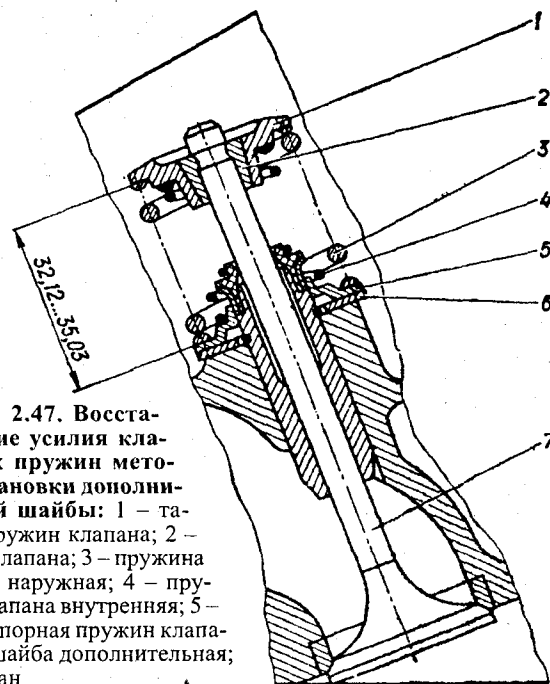 1
2
3
4
5
6
7
32,12...35,03
2.47. Восста-
ие усилия кла-
х пружин мето-
ановки дополни-
й шайбы: 1 – та-
ружин клапана; 2 –
лапана; 3 – пружина
наружная; 4 – пру-
апана внутренняя; 5 –
порная пружин клапа-
шайба дополнительная;
ан